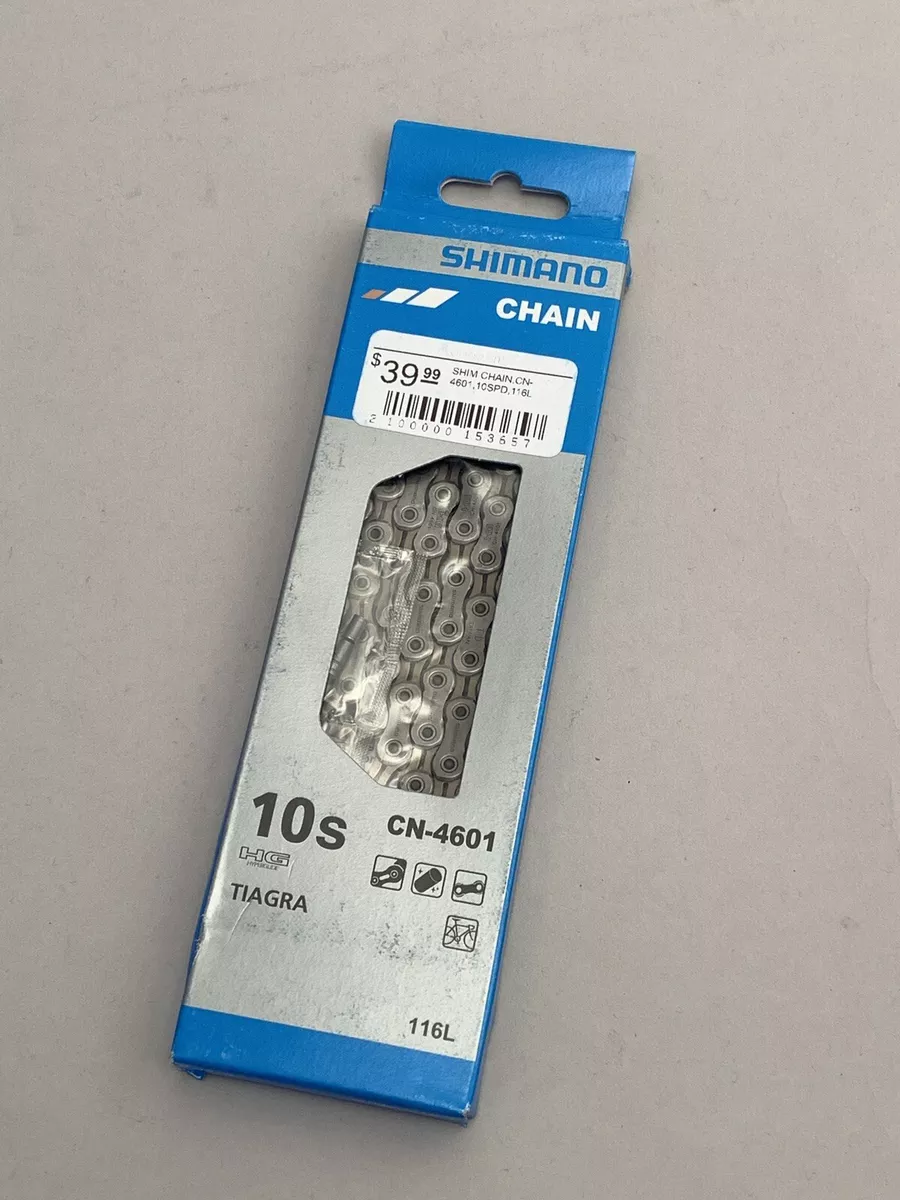 SHIMANO
CHAIN
$39.99
SHIM CHAIN,CN-
4601,10SPD,116L
2 100000 153657
10s
CN-4601
HG
HYPERGLIDE
TIAGRA
116L